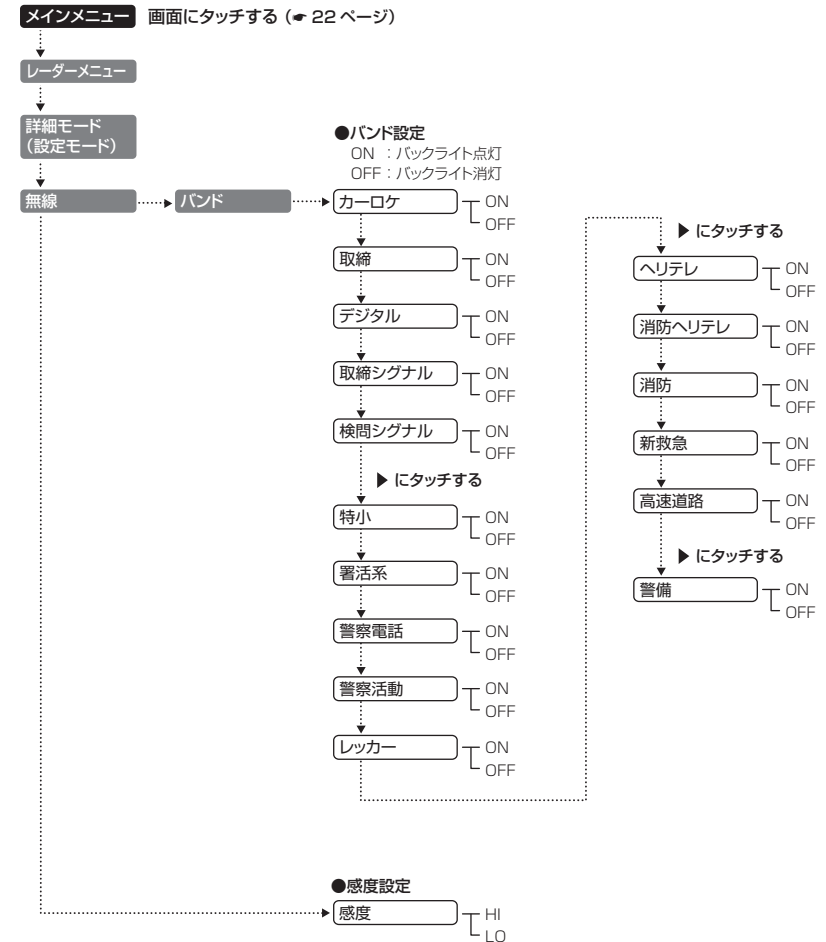 メインメニュー 画面にタッチする (☛ 22 ページ)
レーダーメニュー
詳細モード
(設定モード)
無線
バンド
●バンド設定
ON :バックライト点灯
OFF:バックライト消灯
カーロケ
ON
OFF
取締
ON
OFF
デジタル
ON
OFF
取締シグナル
ON
OFF
検問シグナル
ON
OFF
▶ にタッチする
特小
ON
OFF
署活系
ON
OFF
警察電話
ON
OFF
警察活動
ON
OFF
レッカー
ON
OFF
▶ にタッチする
ヘリテレ
ON
OFF
消防ヘリテレ
ON
OFF
消防
ON
OFF
新救急
ON
OFF
高速道路
ON
OFF
▶ にタッチする
警備
ON
OFF
●感度設定
感度
HI
LO